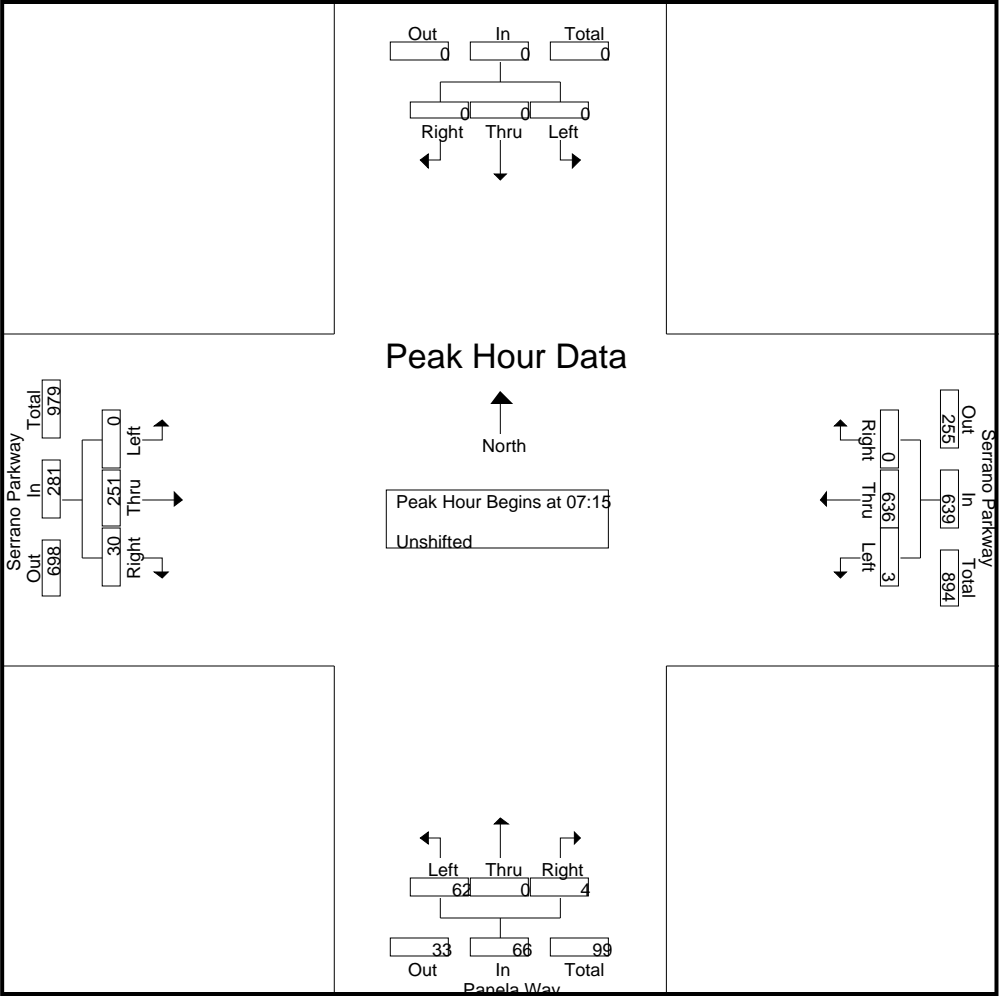 Out In Total
0 0 0
0 0 0
Right Thru Left
Peak Hour Data
North
Peak Hour Begins at 07:15
Unshifted
Serrano Parkway
Out In Total
698 281 979
Left Thru Right
0 251 30
Serrano Parkway
Out In Total
255 639 894
Right Thru Left
0 636 3
Left Thru Right
62 0 4
33 66 99
Out In Total
Panela Way